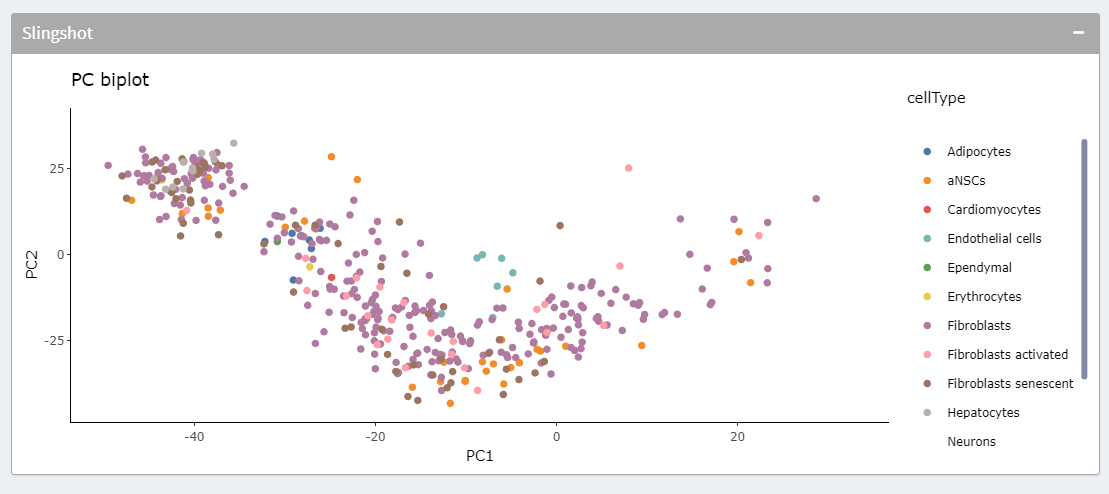 Slingshot
PC biplot
cellType
Adipocytes
aNSCs
Cardiomyocytes
Endothelial cells
Ependymal
Erythrocytes
Fibroblasts
Fibroblasts activated
Fibroblasts senescent
Hepatocytes
Neurons
PC2
25
0
-25
-40
-20
0
20
PC1